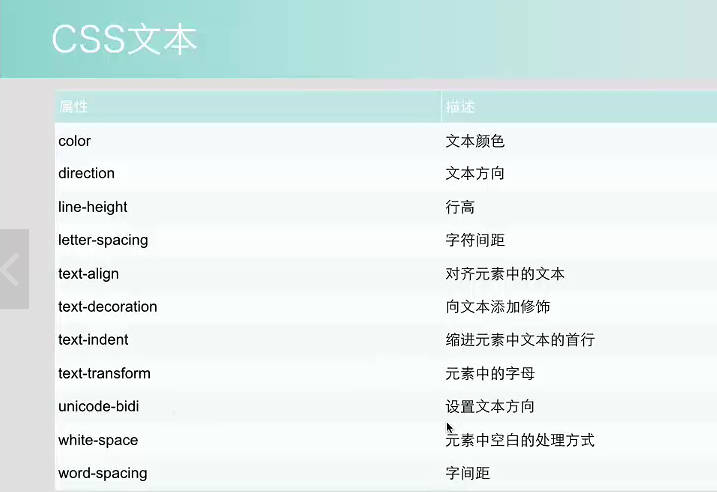 CSS文本
属性 描述
color 文本颜色
direction 文本方向
line-height 行高
letter-spacing 字符间距
text-align 对齐元素中的文本
text-decoration 向文本添加修饰
text-indent 缩进元素中文本的首行
text-transform 元素中的字母
unicode-bidi 设置文本方向
white-space 元素中空白的处理方式
word-spacing 字间距